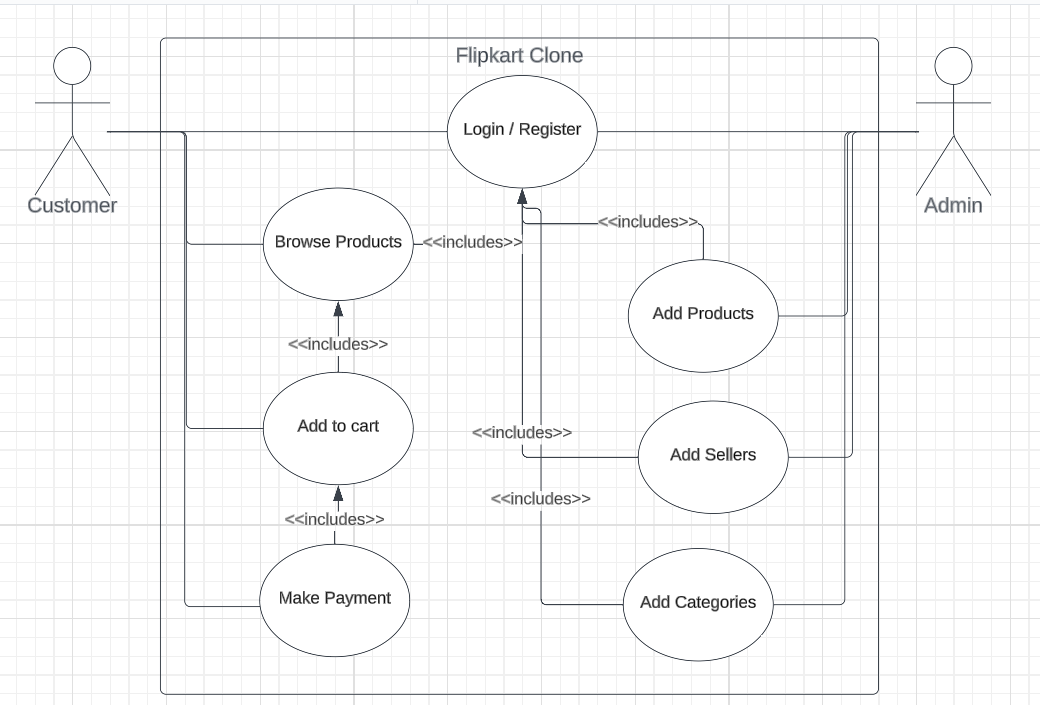 Flipkart Clone
Login / Register
Customer
Admin
<<includes>>
Browse Products
<<includes>>
Add Products
<<includes>>
Add to cart
<<includes>>
Add Sellers
<<includes>>
<<includes>>
Make Payment
Add Categories